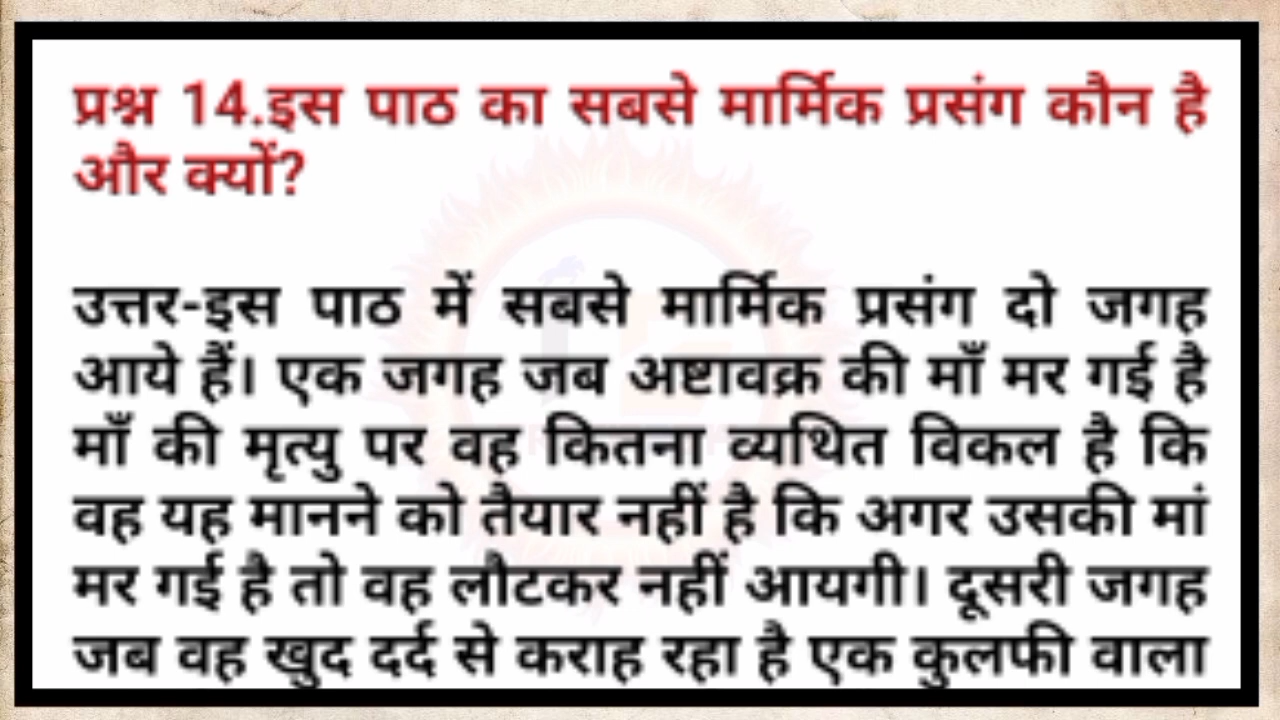 प्रश्न 14.इस पाठ का सबसे मार्मिक प्रसंग कौन है
और क्यों?
उत्तर-इस पाठ में सबसे मार्मिक प्रसंग दो जगह
आये हैं। एक जगह जब अष्टावक्र की माँ मर गई है
माँ की मृत्यु पर वह कितना व्यथित विकल है कि
वह यह मानने को तैयार नहीं है कि अगर उसकी मां
मर गई है तो वह लौटकर नहीं आयगी। दूसरी जगह
जब वह खुद दर्द से कराह रहा है एक कुलफी वाला